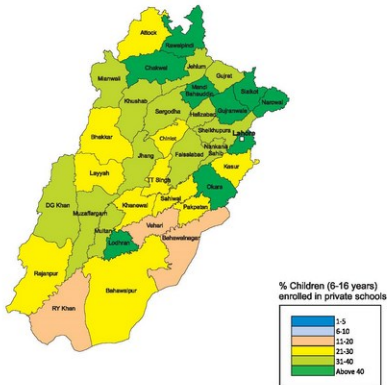 Attock
Rawalpindi
Chakwal
Jehlum
Gujrat
Mianwali
Mandi
Bahauddin
Sialkot
Narowal
Khushab
Sargodha
Hafizabad
Gujranwala
Sheikhupura
Lahore
Bhakkar
Chiniot
Nankana
Sahib
Faisalabad
Jhang
Kasur
Layyah
TT Singh
Okara
DG Khan
Muzaffargarh
Khanewal
Sahiwal
Pakpatan
Multan
Vehari
Lodhran
Bahawalnagar
Rajanpur
RY Khan
Bahawalpur
% Children (6-16 years)
enrolled in private schools
1-5
6-10
11-20
21-30
31-40
Above 40